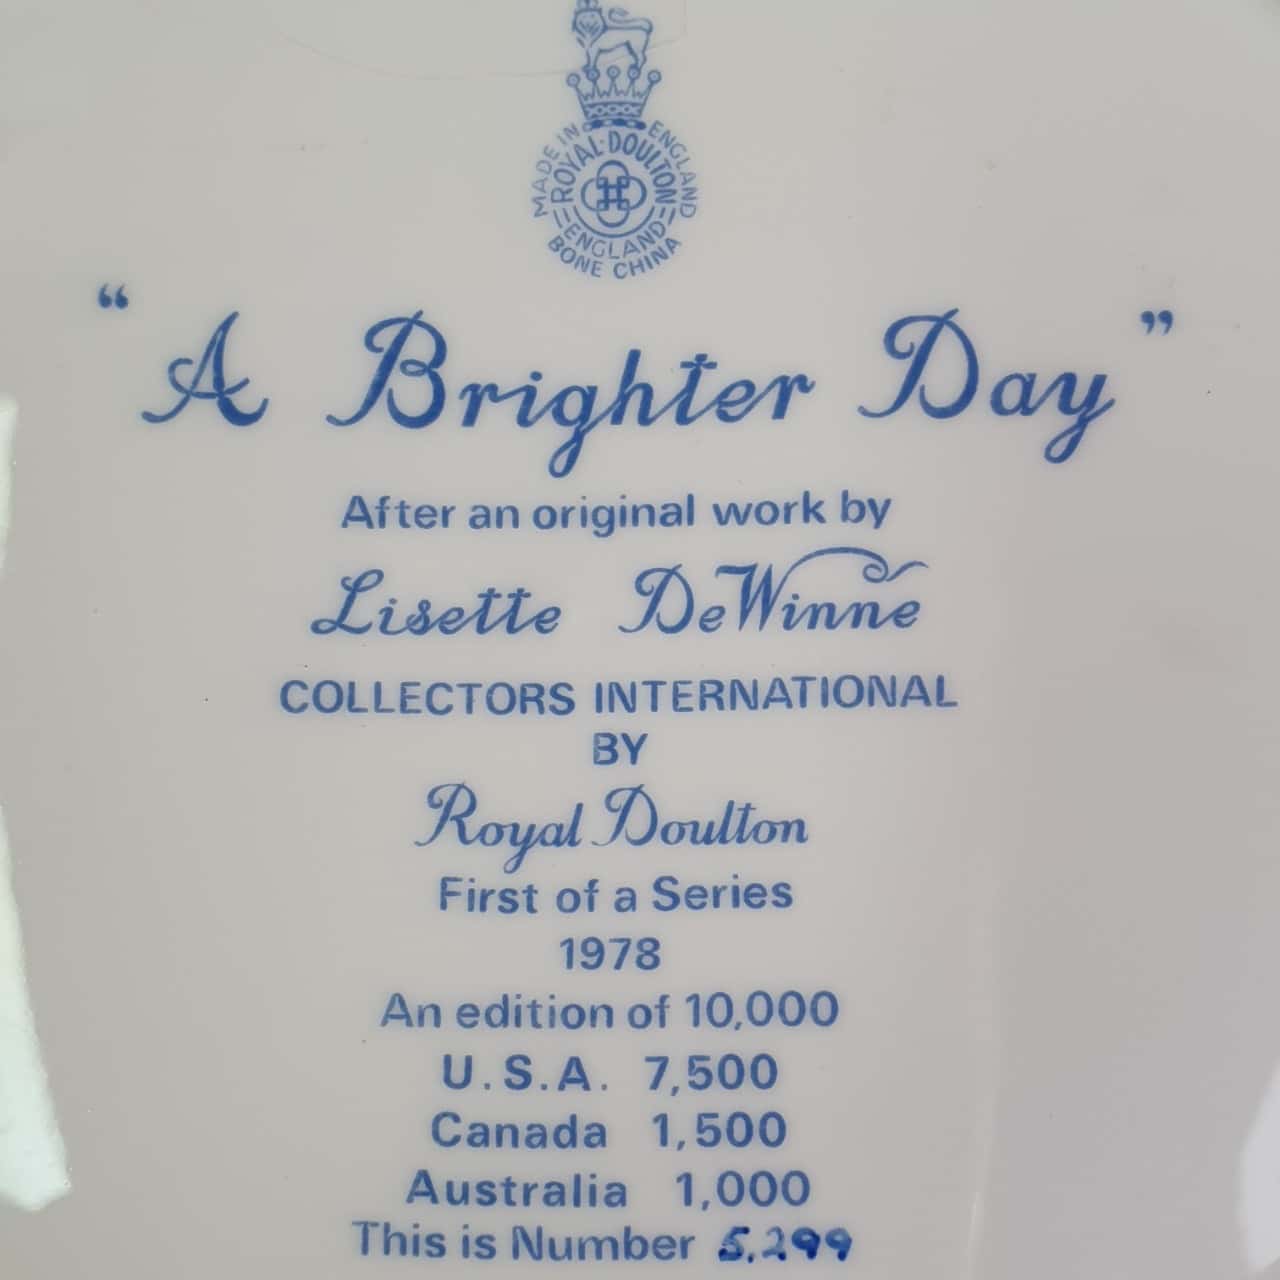 MADE IN ENGLAND
ROYAL·DOULTON
ENGLAND
BONE CHINA
“A Brighter Day”
After an original work by
Lisette DeWinne
COLLECTORS INTERNATIONAL
BY
Royal Doulton
First of a Series
1978
An edition of 10,000
U.S.A. 7,500
Canada 1,500
Australia 1,000
This is Number 5,299